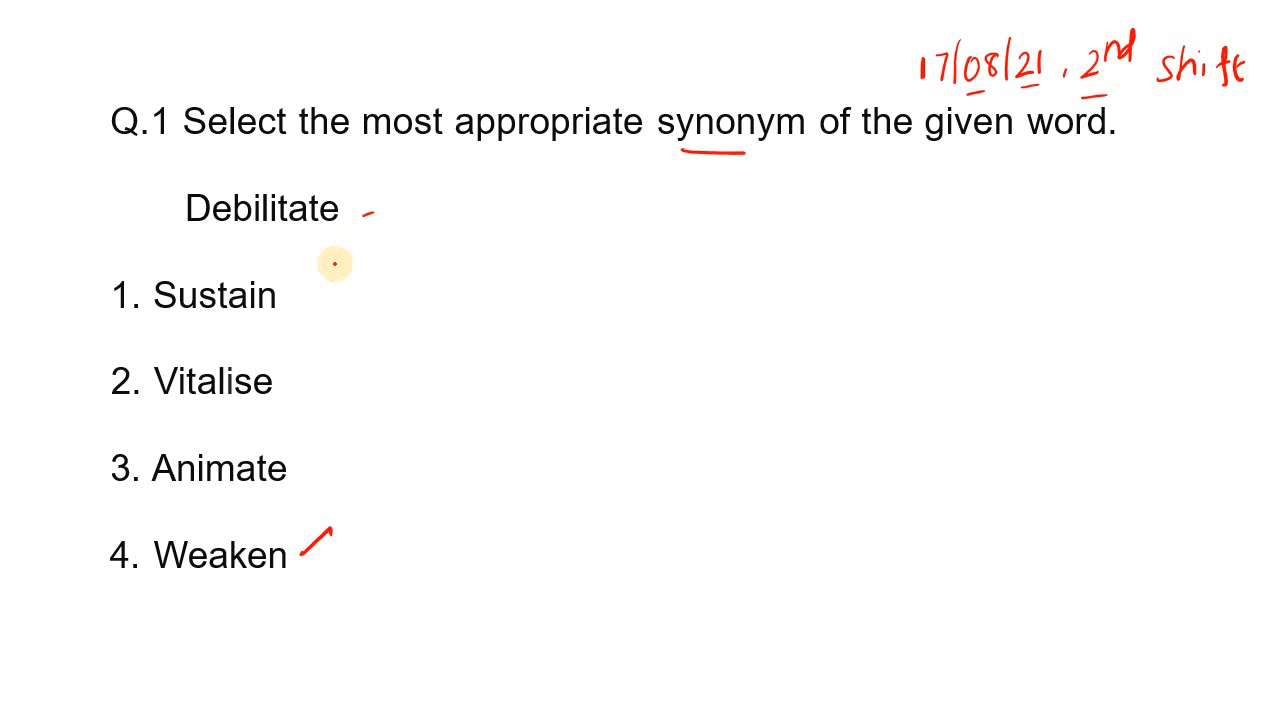 17/08/21, 2nd shift
Q.1 Select the most appropriate synonym of the given word.
Debilitate -
1. Sustain
2. Vitalise
3. Animate
4. Weaken